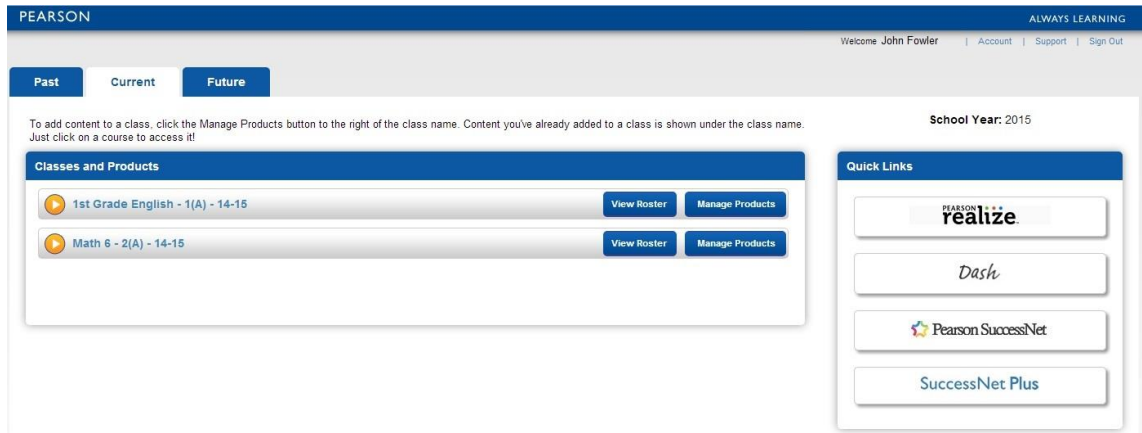 PEARSON
ALWAYS LEARNING
Welcome John Fowler | Account | Support | Sign Out
Past
Current
Future
To add content to a class, click the Manage Products button to the right of the class name. Content you've already added to a class is shown under the class name.
Just click on a course to access it!
School Year: 2015
Classes and Products
1st Grade English - 1(A) - 14-15
View Roster
Manage Products
Math 6 - 2(A) - 14-15
View Roster
Manage Products
Quick Links
PEARSON
realize
Dash
Pearson SuccessNet
SuccessNet Plus